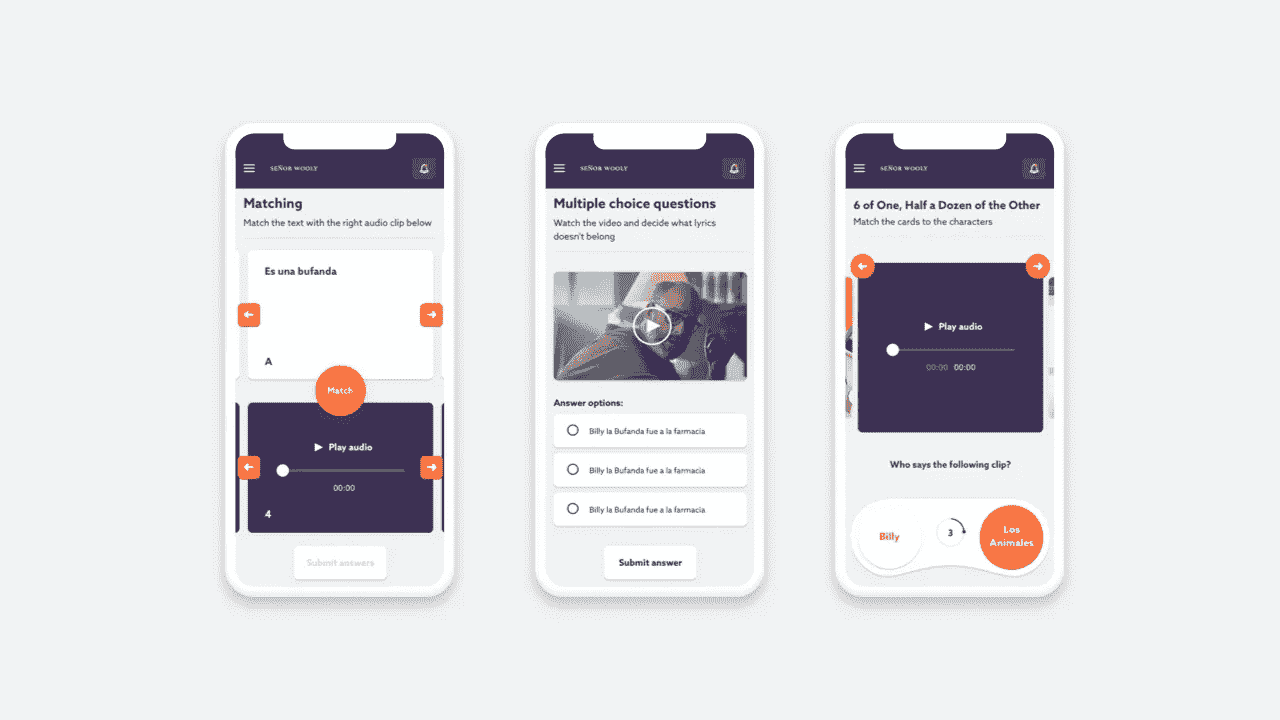 SEÑOR WOOLY
Matching
Match the text with the right audio clip below
Es una bufanda
A
Match
Play audio
00:00
4
Submit answers
SEÑOR WOOLY
Multiple choice questions
Watch the video and decide what lyrics
doesn't belong
Answer options:
Billy la Bufanda fue a la farmacia
Billy la Bufanda fue a la farmacia
Billy la Bufanda fue a la farmacia
Submit answer
SEÑOR WOOLY
6 of One, Half a Dozen of the Other
Match the cards to the characters
Play audio
00:00 00:00
Who says the following clip?
Billy
3
Los
Animales